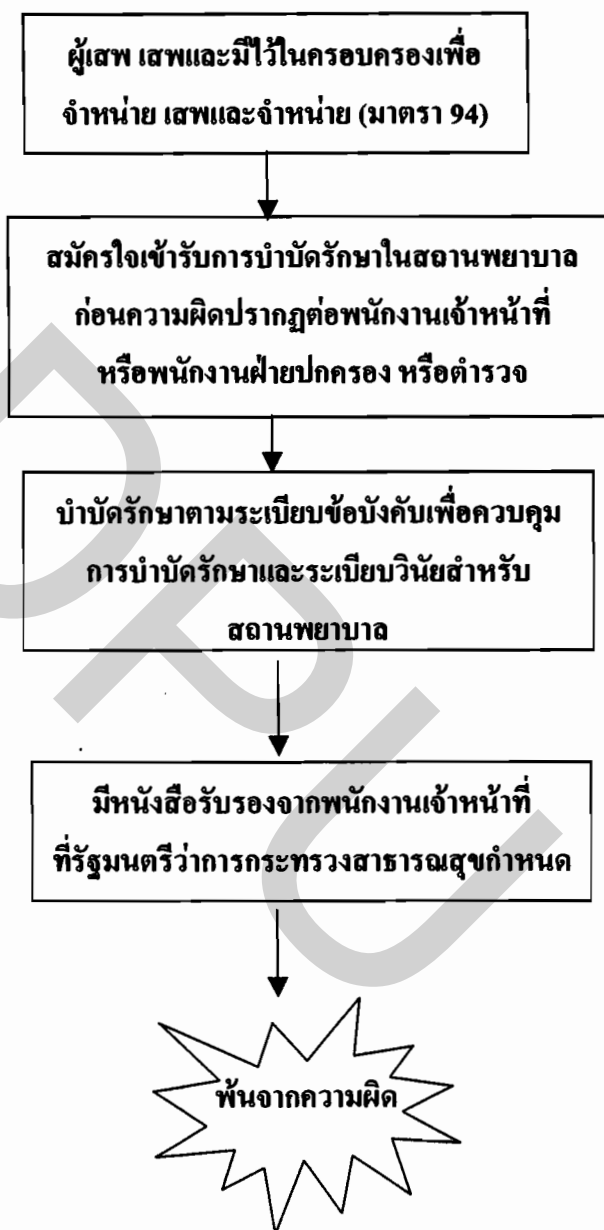 ผู้เสพ เสพและมีไว้ในครอบครองเพื่อ
จำหน่าย เสพและจำหน่าย (มาตรา 94)
สมัครใจเข้ารับการบำบัดรักษาในสถานพยาบาล
ก่อนความผิดปรากฏต่อพนักงานเจ้าหน้าที่
หรือพนักงานฝ่ายปกครอง หรือตำรวจ
บำบัดรักษาตามระเบียบข้อบังคับเพื่อควบคุม
การบำบัดรักษาและระเบียบวินัยสำหรับ
สถานพยาบาล
มีหนังสือรับรองจากพนักงานเจ้าหน้าที่
ที่รัฐมนตรีว่าการกระทรวงสาธารณสุขกำหนด
พ้นจากความผิด
DPU